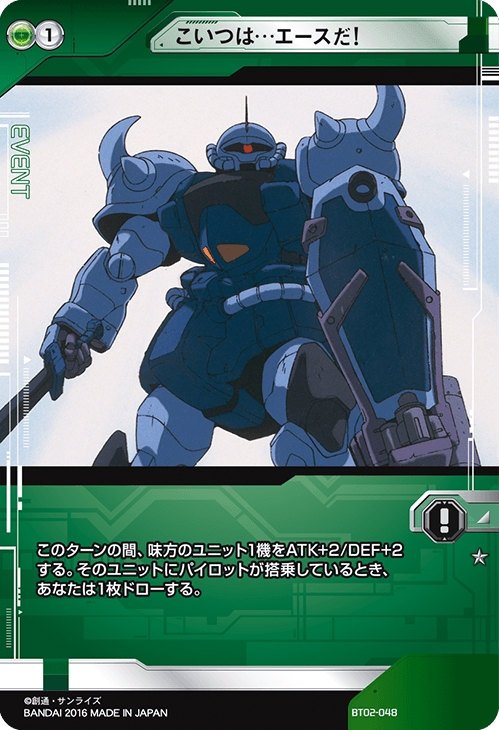 1
こいつは…エースだ!
EVENT
このターンの間、味方のユニット1機をATK+2/DEF+2
する。そのユニットにパイロットが搭乗しているとき、
あなたは1枚ドローする。
©創通・サンライズ
BANDAI 2016 MADE IN JAPAN
BT02-048